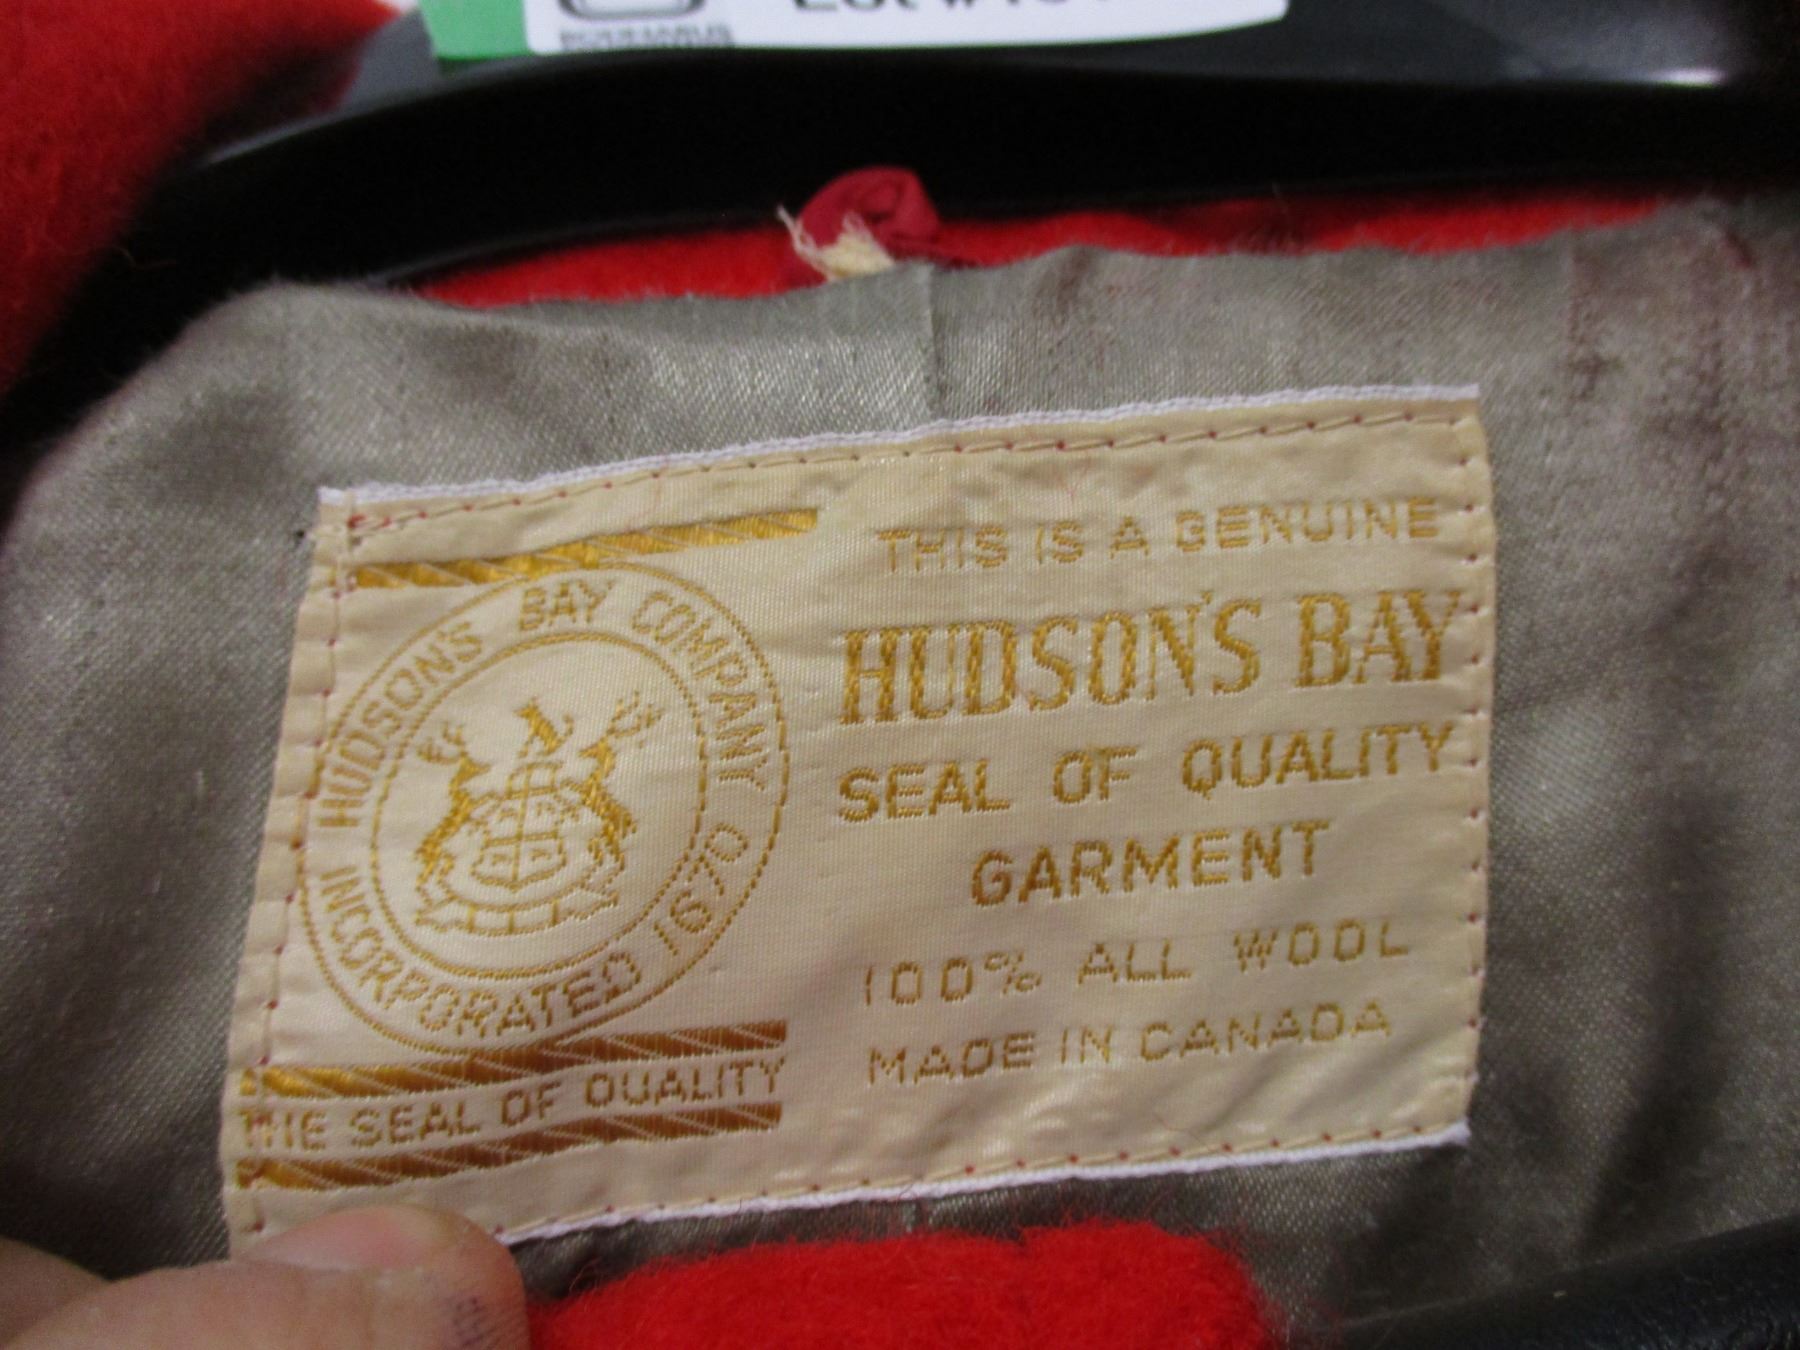 HUDSON'S BAY COMPANY
INCORPORATED 1670
THE SEAL OF QUALITY
THIS IS A GENUINE
HUDSON'S BAY
SEAL OF QUALITY
GARMENT
100% ALL WOOL
MADE IN CANADA